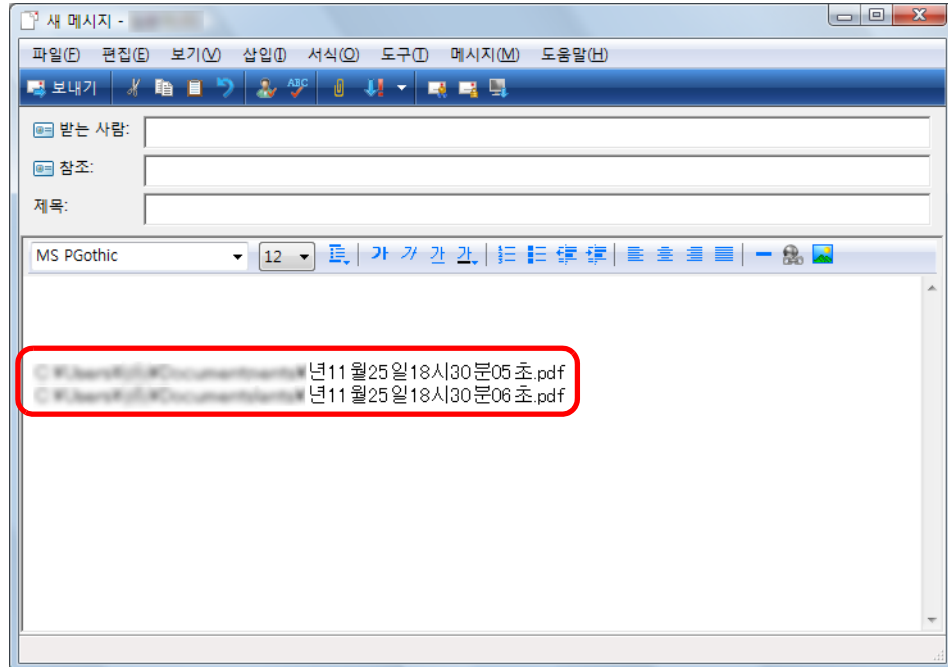 새 메시지 -
파일(F) 편집(E) 보기(V) 삽입(I) 서식(O) 도구(T) 메시지(M) 도움말(H)
보내기
받는 사람:
참조:
제목:
MS PGothic 12 가 가 가 가
년11월25일18시30분05초.pdf
년11월25일18시30분06초.pdf